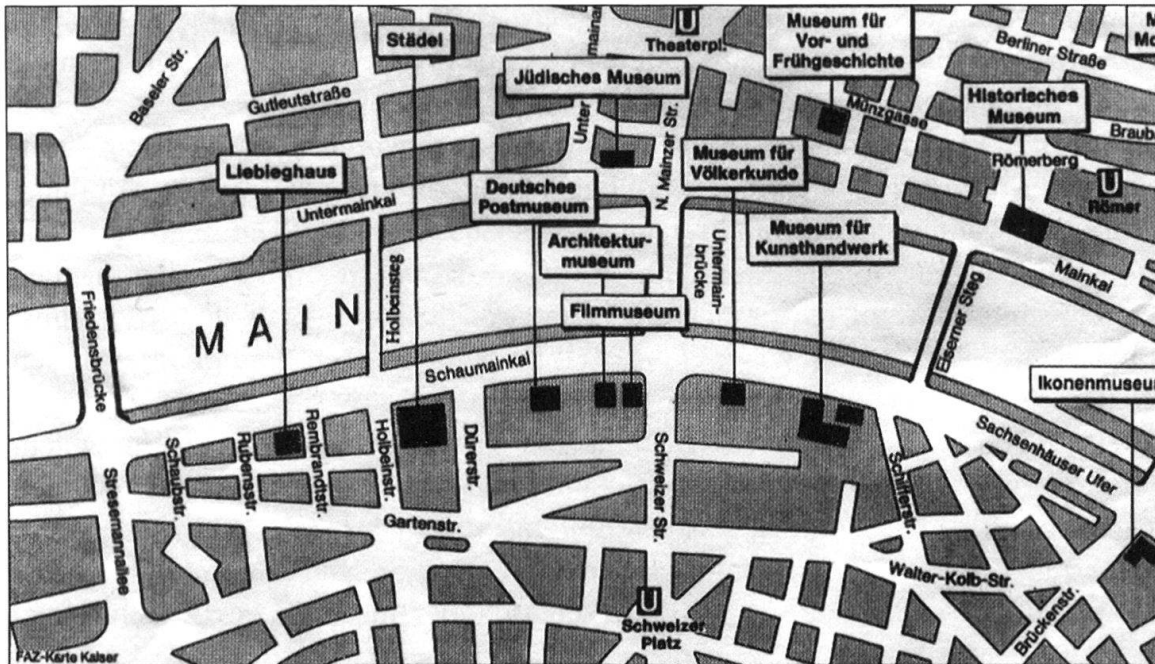 Städel
Theaterpl.
Museum für
Vor- und
Frühgeschichte
Berliner Straße
Baseler Str.
Gutleutstraße
Jüdisches Museum
Unter
mainan
Münzgasse
Historisches
Museum
Braub
Liebieghaus
Deutsches
Postmuseum
N. Mainzer Str.
Museum für
Völkerkunde
Römerberg
Römer
Untermainkai
Architektur-
museum
Untermain-
brücke
Museum für
Kunsthandwerk
Mainkai
Friedensbrücke
MAIN
Holbeinsteg
Filmmuseum
Eiserner Steg
Schaumainkai
Ikonenmuseum
Stresemannallee
Schaubstr.
Rubensstr.
Rembrandtstr.
Holbeinstr.
Dürerstr.
Schweizer Str.
Schifferstr.
Sachsenhäuser Ufer
Gartenstr.
Walter-Kolb-Str.
Brückenstr.
U
U
U
Schweizer
Platz
FAZ-Karte Kaiser